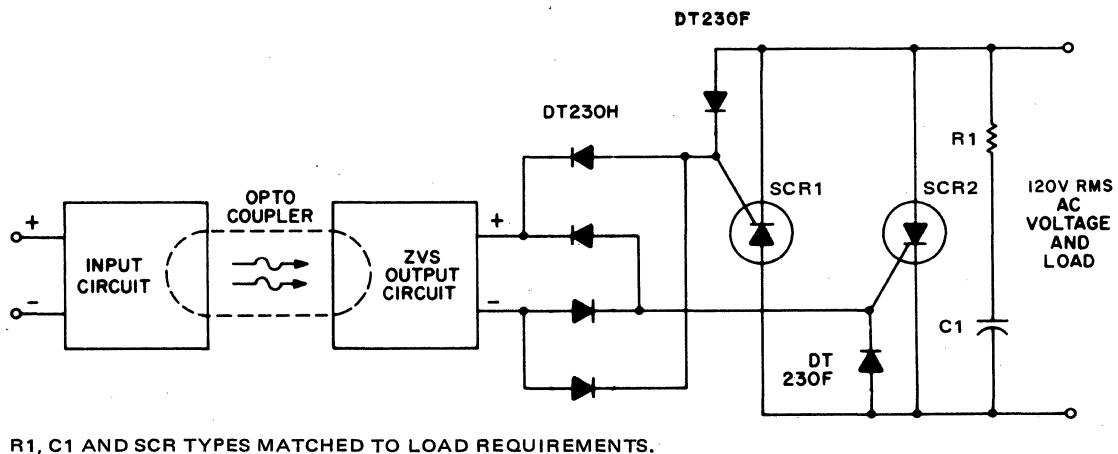 DT230F
DT230H
R1
SCR1
SCR2
120V RMS
AC
VOLTAGE
AND
LOAD
OPTO
COUPLER
+
+
INPUT
CIRCUIT
ZVS
OUTPUT
CIRCUIT
-
-
C1
DT
230F
R1, C1 AND SCR TYPES MATCHED TO LOAD REQUIREMENTS.